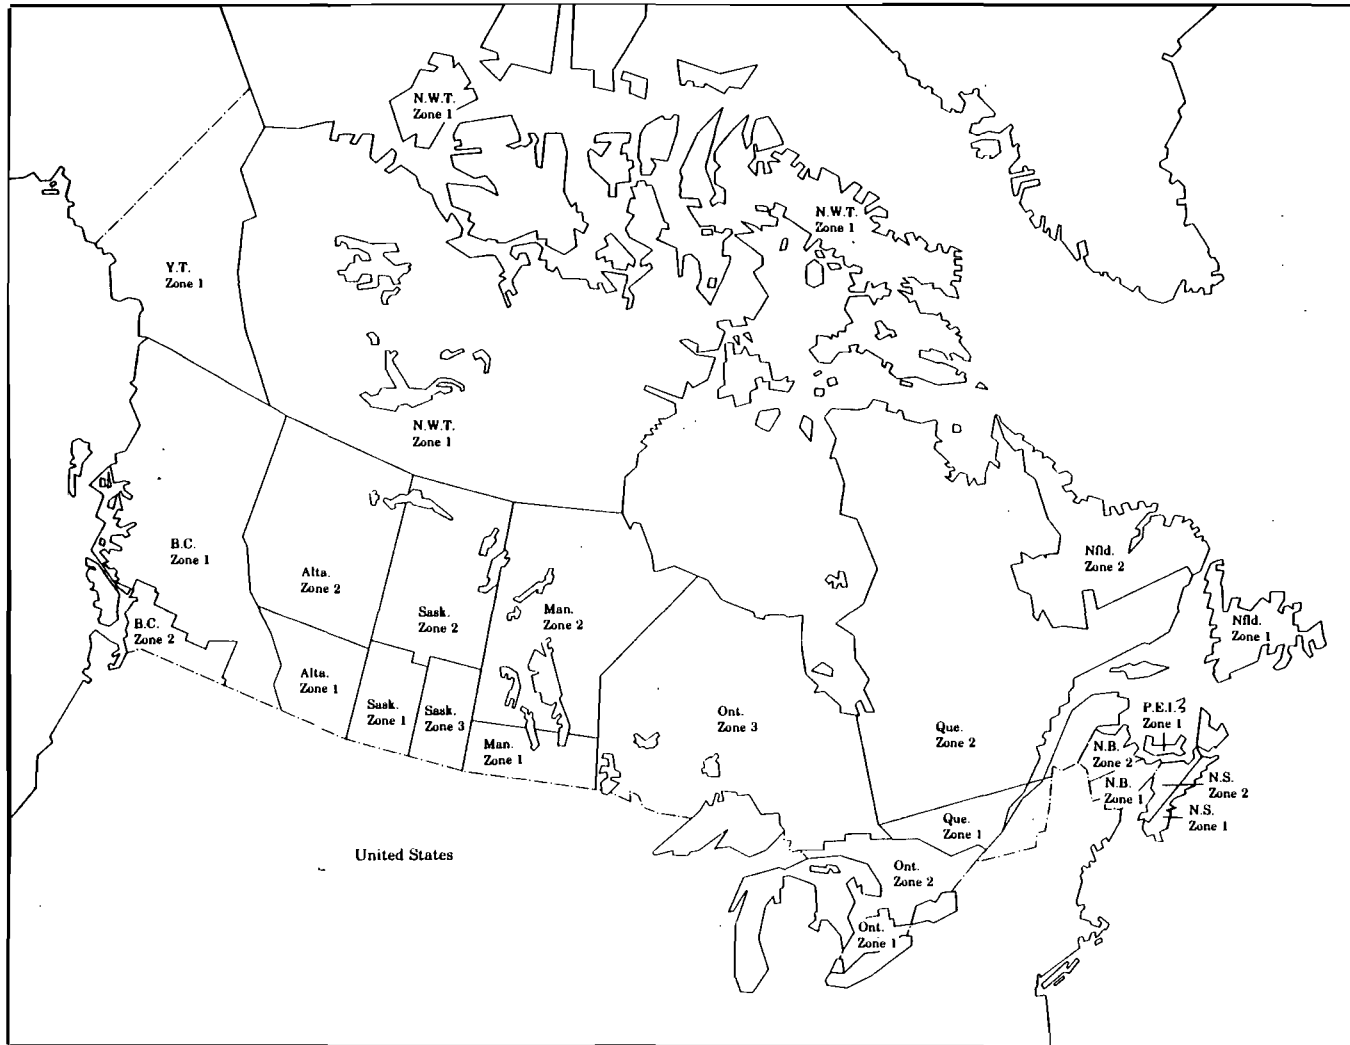 N.W.T.
Zone 1
N.W.T.
Zone 1
Y.T.
Zone 1
N.W.T.
Zone 1
B.C.
Zone 1
Alta.
Zone 2
Sask.
Zone 2
Man.
Zone 2
Nfld.
Zone 2
B.C.
Zone 2
Nfld.
Zone 1
Alta.
Zone 1
Sask.
Zone 1
Sask.
Zone 3
Man.
Zone 1
Ont.
Zone 3
Que.
Zone 2
P.E.I.
Zone 1
N.B.
Zone 2
N.B.
Zone 1
N.S.
Zone 2
N.S.
Zone 1
Que.
Zone 1
United States
Ont.
Zone 2
Ont.
Zone 1